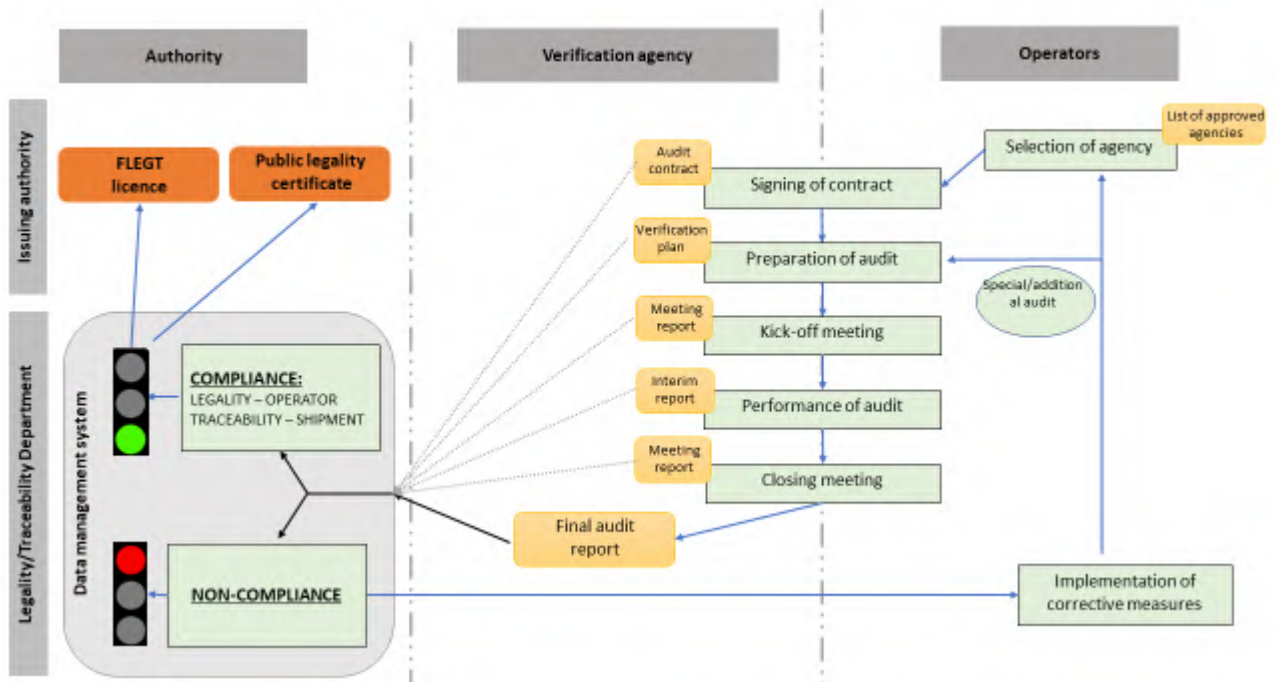 Authority
Verification agency
Operators
Issuing authority
FLEGT
licence
Public legality
certificate
Audit
contract
Signing of contract
Selection of agency
List of approved
agencies
Verification
plan
Preparation of audit
Special/addition
al audit
Meeting
report
Kick-off meeting
Legality/Traceability Department
Data management system
COMPLIANCE:
LEGALITY – OPERATOR
TRACEABILITY – SHIPMENT
Interim
report
Performance of audit
Meeting
report
Closing meeting
Final audit
report
NON-COMPLIANCE
Implementation of
corrective measures